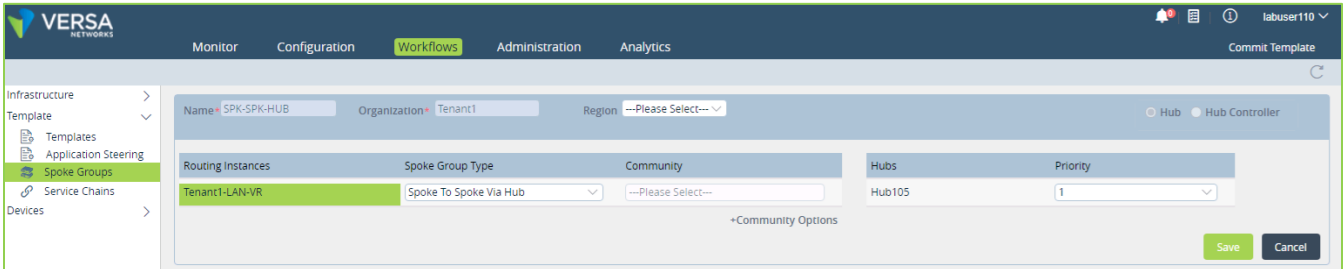 VERSA
NETWORKS
0
labuser110
Monitor Configuration Workflows Administration Analytics Commit Template
Infrastructure
Template
Templates
Application Steering
Spoke Groups
Service Chains
Devices
Name* SPK-SPK-HUB Organization* Tenant1 Region ---Please Select--- Hub Hub Controller
Routing Instances Spoke Group Type Community Hubs Priority
Tenant1-LAN-VR Spoke To Spoke Via Hub ---Please Select--- Hub105 1
+Community Options
Save Cancel